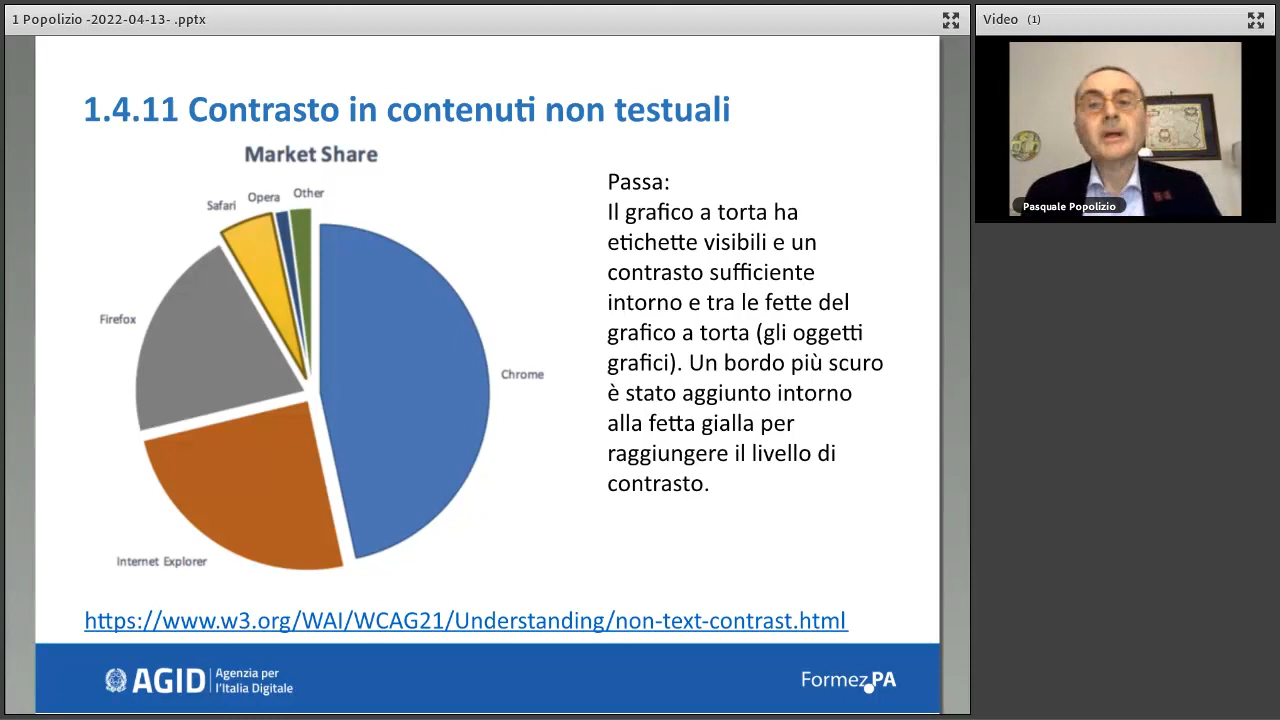 1 Popolizio -2022-04-13- .pptx
Video (1)
Pasquale Popolizio
1.4.11 Contrasto in contenuti non testuali
Market Share
Safari
Opera
Other
Firefox
Chrome
Internet Explorer
Passa:
Il grafico a torta ha
etichette visibili e un
contrasto sufficiente
intorno e tra le fette del
grafico a torta (gli oggetti
grafici). Un bordo più scuro
è stato aggiunto intorno
alla fetta gialla per
raggiungere il livello di
contrasto.
https://www.w3.org/WAI/WCAG21/Understanding/non-text-contrast.html
AGID
Agenzia per
l'Italia Digitale
Formez PA